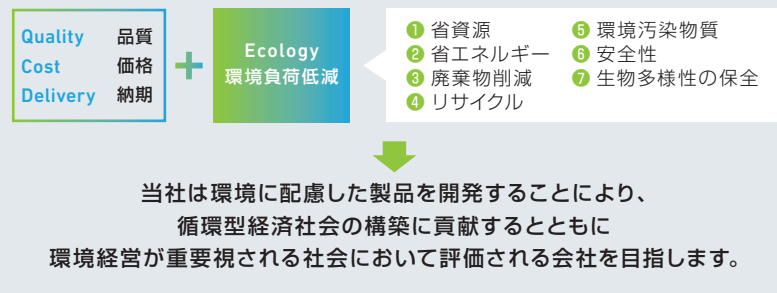 Quality 品質
Cost 価格
Delivery 納期
+
Ecology
環境負荷低減
❶ 省資源
❷ 省エネルギー
❸ 廃棄物削減
❹ リサイクル
❺ 環境汚染物質
❻ 安全性
❼ 生物多様性の保全
当社は環境に配慮した製品を開発することにより、
循環型経済社会の構築に貢献するとともに
環境経営が重要視される社会において評価される会社を目指します。